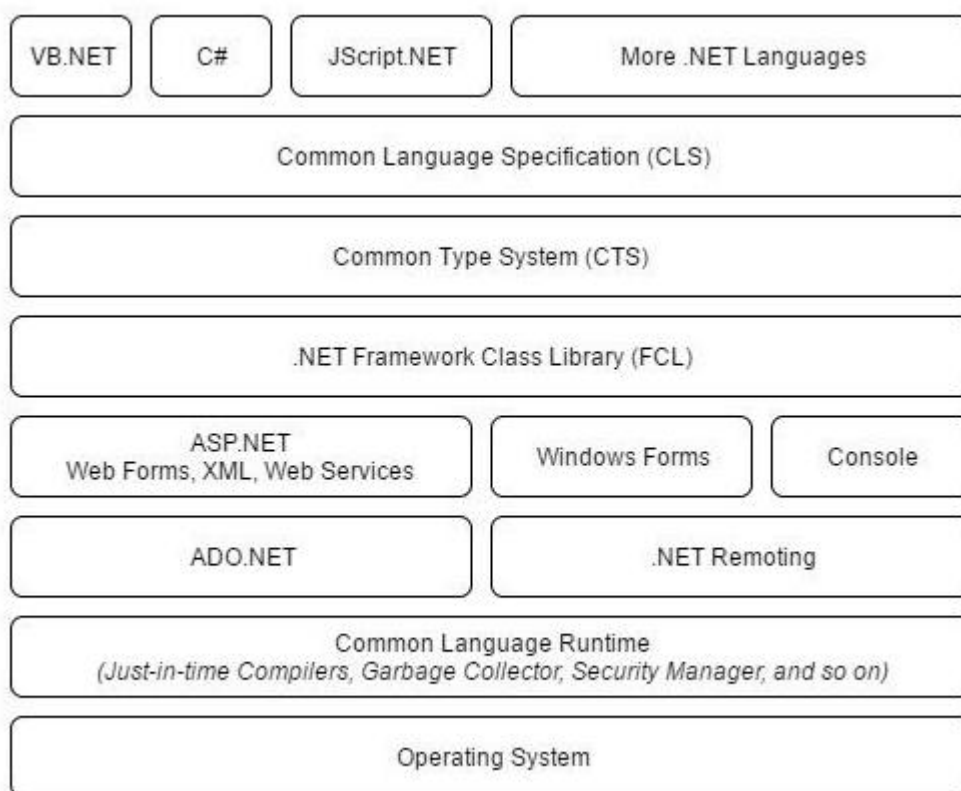 VB.NET
C#
JScript.NET
More .NET Languages
Common Language Specification (CLS)
Common Type System (CTS)
.NET Framework Class Library (FCL)
ASP.NET
Web Forms, XML, Web Services
Windows Forms
Console
ADO.NET
.NET Remoting
Common Language Runtime
(Just-in-time Compilers, Garbage Collector, Security Manager, and so on)
Operating System